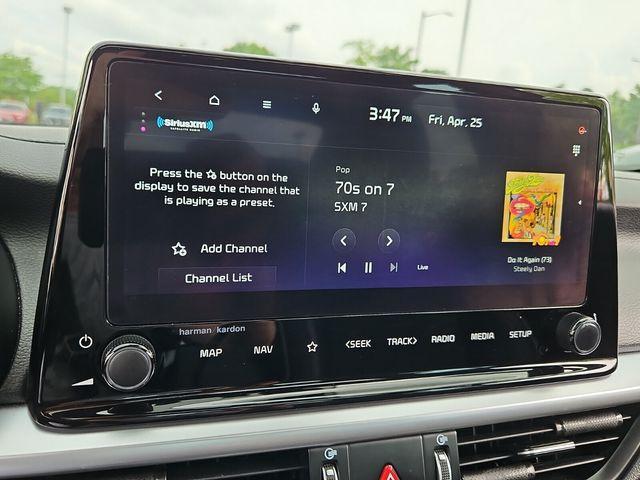 3:47 PM
Fri, Apr, 25
SiriusXM
SATELLITE RADIO
Press the button on the
display to save the channel that
is playing as a preset.
Add Channel
Channel List
Pop
70s on 7
SXM 7
Live
Do It Again (73)
Steely Dan
harman/kardon
MAP
NAV
<SEEK
TRACK>
RADIO
MEDIA
SETUP